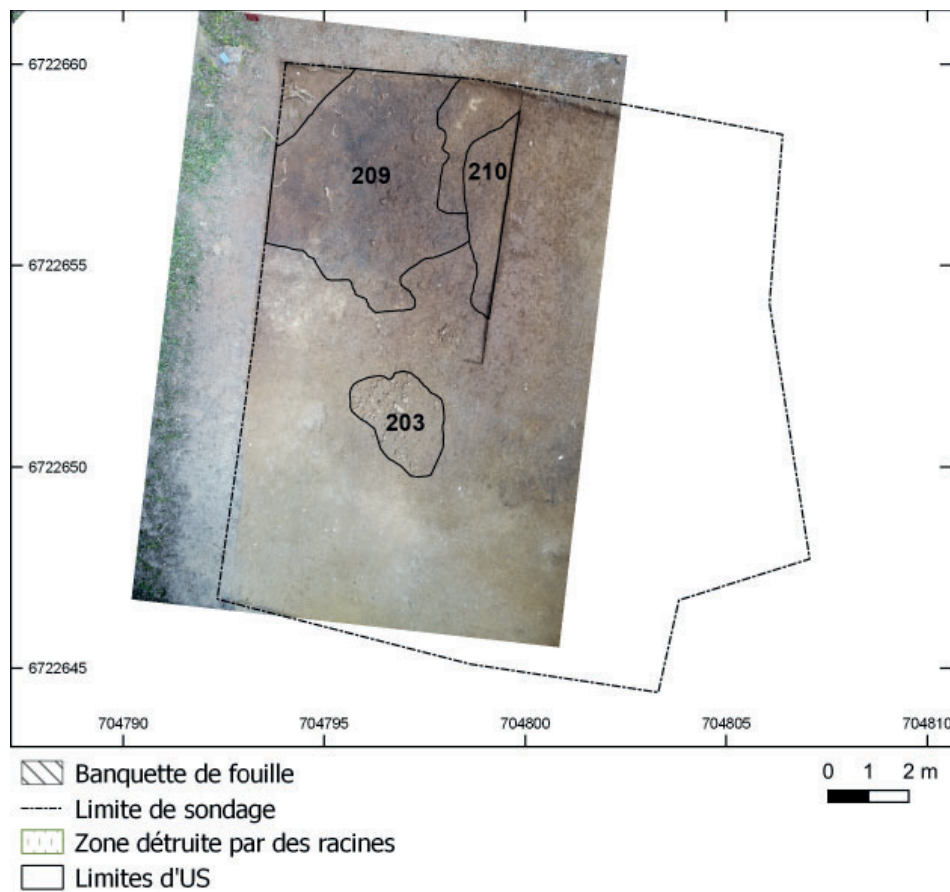 6722660
209
210
6722655
203
6722650
6722645
704790 704795 704800 704805 704810
Banquette de fouille
0 1 2 m
Limite de sondage
Zone détruite par des racines
Limites d'US